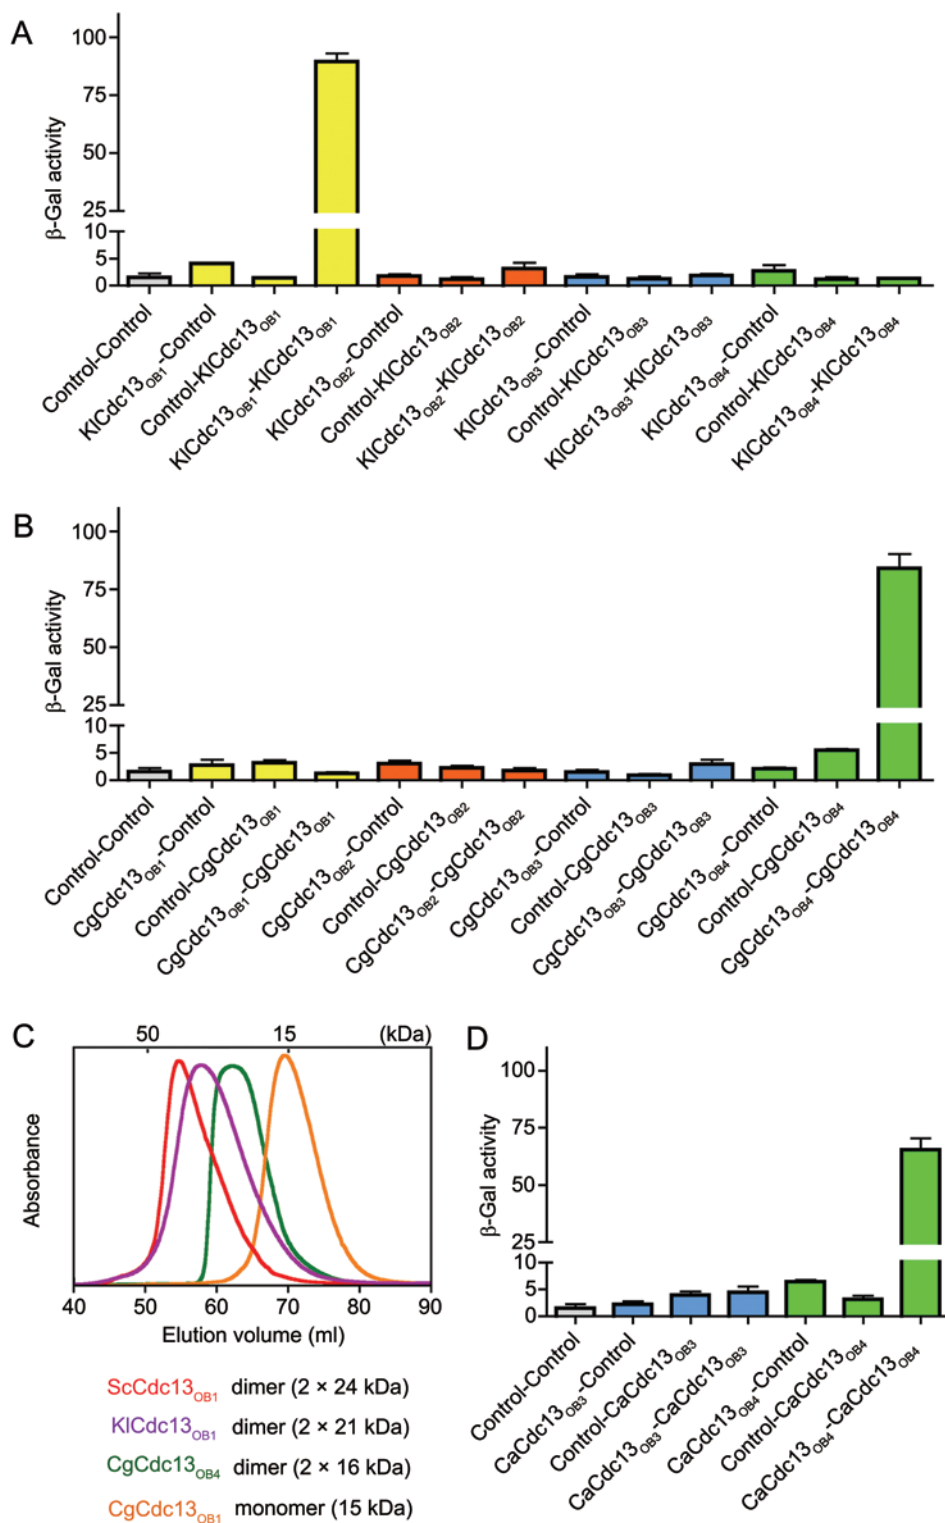 A
β-Gal activity
100
75
50
25
10
5
0
Control-Control
KlCdc13OB1-Control
Control-KlCdc13OB1
KlCdc13OB1-KlCdc13OB1
KlCdc13OB2-Control
Control-KlCdc13OB2
KlCdc13OB2-KlCdc13OB2
KlCdc13OB3-Control
Control-KlCdc13OB3
KlCdc13OB3-KlCdc13OB3
KlCdc13OB4-Control
Control-KlCdc13OB4
KlCdc13OB4-KlCdc13OB4
B
β-Gal activity
100
75
50
25
10
5
0
Control-Control
CgCdc13OB1-Control
Control-CgCdc13OB1
CgCdc13OB1-CgCdc13OB1
CgCdc13OB2-Control
Control-CgCdc13OB2
CgCdc13OB2-CgCdc13OB2
CgCdc13OB3-Control
Control-CgCdc13OB3
CgCdc13OB3-CgCdc13OB3
CgCdc13OB4-Control
Control-CgCdc13OB4
CgCdc13OB4-CgCdc13OB4
C
50 15 (kDa)
Absorbance
40 50 60 70 80 90
Elution volume (ml)
ScCdc13OB1 dimer (2 × 24 kDa)
KlCdc13OB1 dimer (2 × 21 kDa)
CgCdc13OB4 dimer (2 × 16 kDa)
CgCdc13OB1 monomer (15 kDa)
D
β-Gal activity
100
75
50
25
10
5
0
Control-Control
CaCdc13OB3-Control
Control-CaCdc13OB3
CaCdc13OB3-CaCdc13OB3
CaCdc13OB4-Control
Control-CaCdc13OB4
CaCdc13OB4-CaCdc13OB4